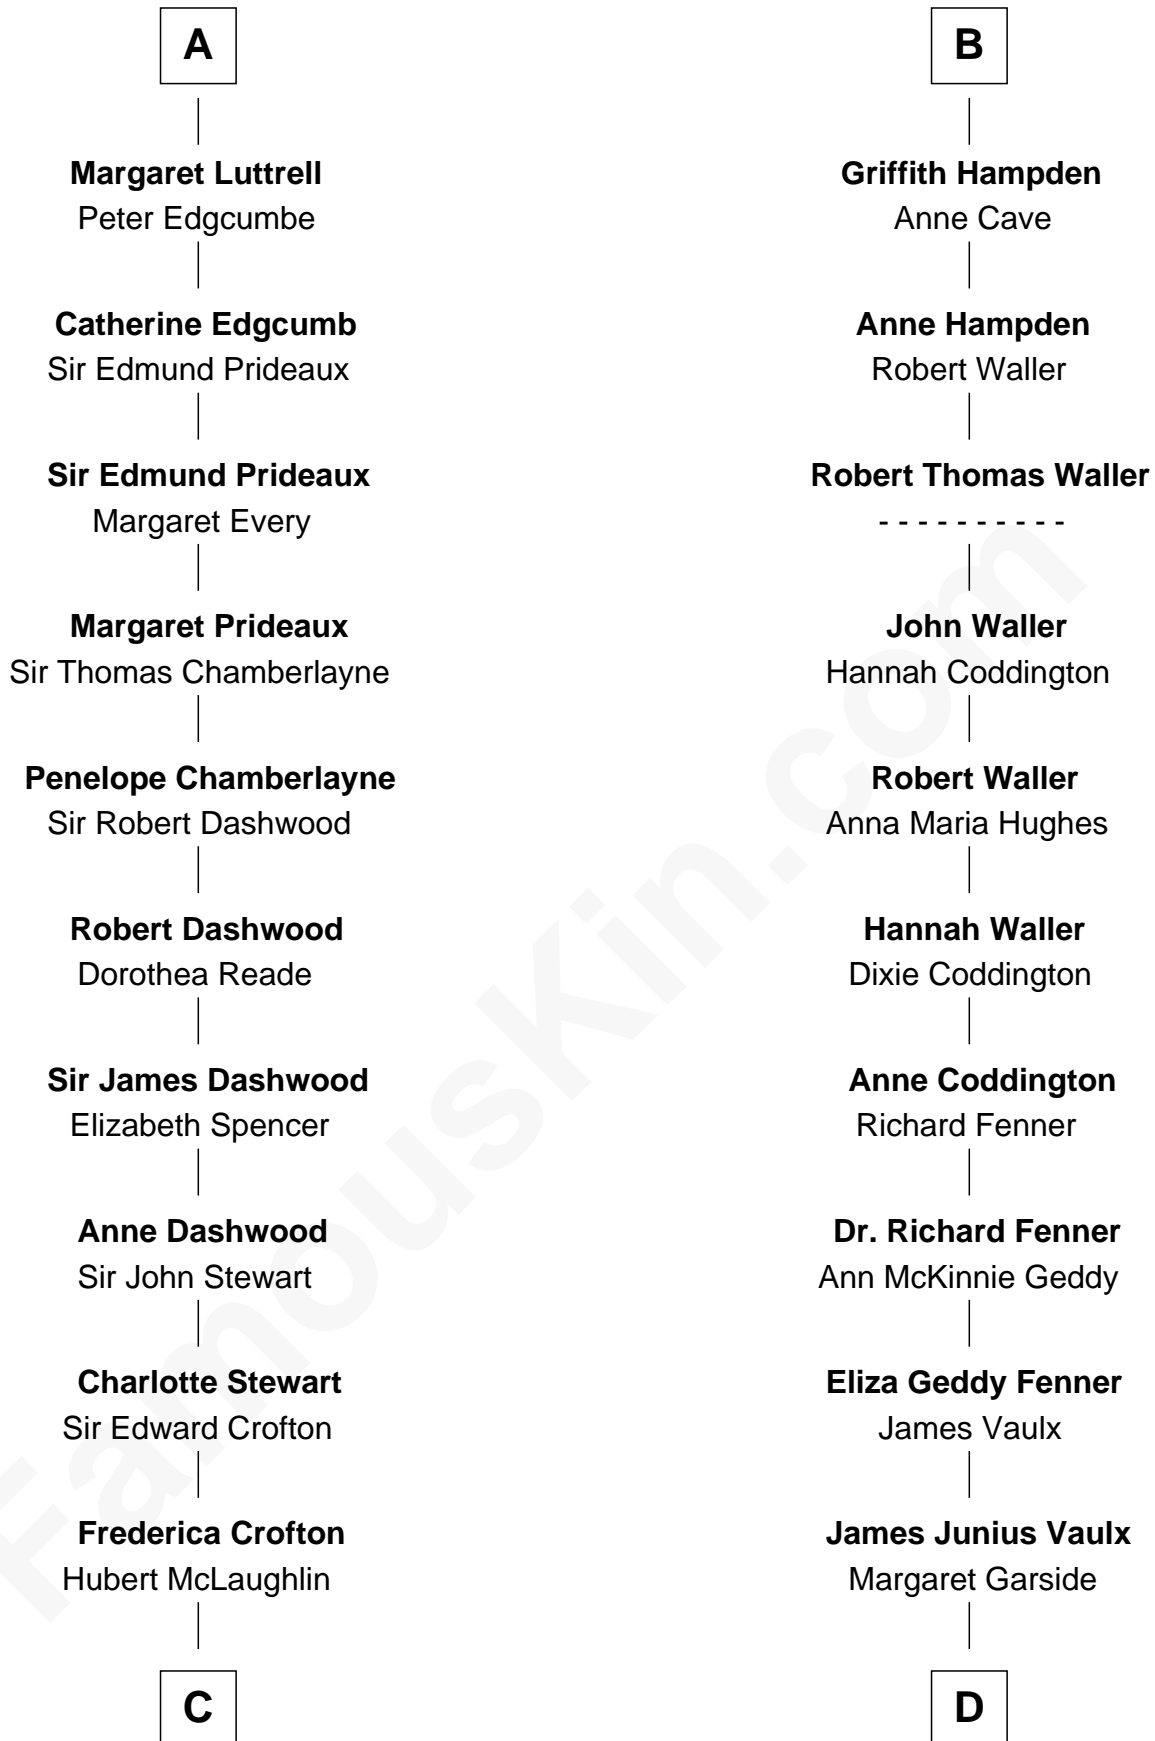 A
Margaret Luttrell
Peter Edgcumbe
Catherine Edgcumb
Sir Edmund Prideaux
Sir Edmund Prideaux
Margaret Every
Margaret Prideaux
Sir Thomas Chamberlayne
Penelope Chamberlayne
Sir Robert Dashwood
Robert Dashwood
Dorothea Reade
Sir James Dashwood
Elizabeth Spencer
Anne Dashwood
Sir John Stewart
Charlotte Stewart
Sir Edward Crofton
Frederica Crofton
Hubert McLaughlin
C
B
Griffith Hampden
Anne Cave
Anne Hampden
Robert Waller
Robert Thomas Waller
- - - - - - - - - -
John Waller
Hannah Coddington
Robert Waller
Anna Maria Hughes
Hannah Waller
Dixie Coddington
Anne Coddington
Richard Fenner
Dr. Richard Fenner
Ann McKinnie Geddy
Eliza Geddy Fenner
James Vaulx
James Junius Vaulx
Margaret Garside
D
FamousKin.com